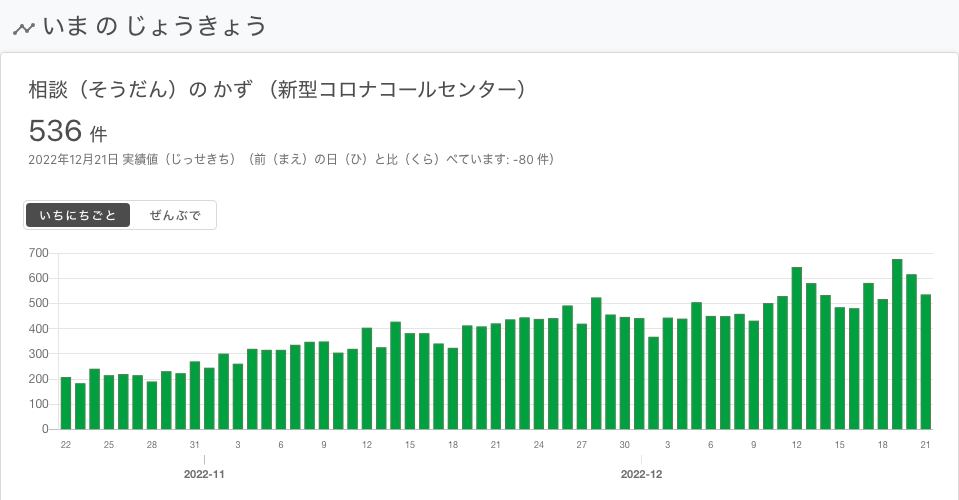 いま の じょうきょう
相談（そうだん）の かず （新型コロナコールセンター）
536 件
2022年12月21日 実績値（じっせきち）（前（まえ）の日（ひ）と比（くら）べています: -80 件）
いちにちごと ぜんぶで
700
600
500
400
300
200
100
0
22 25 28 31 3 6 9 12 15 18 21 24 27 30 3 6 9 12 15 18 21
2022-11 2022-12